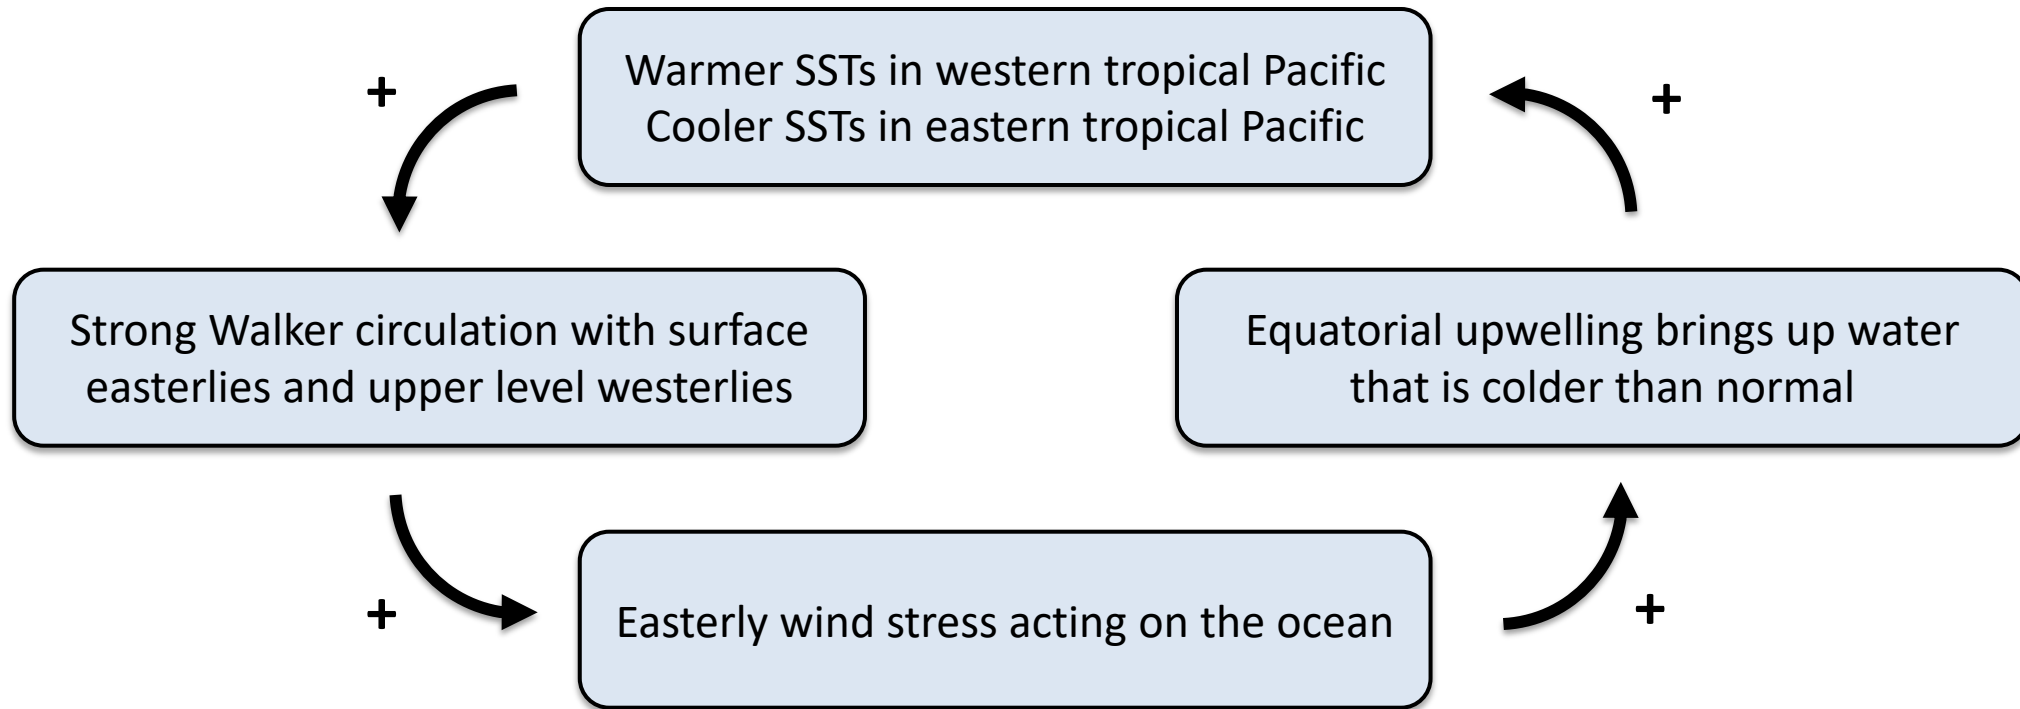 Warmer SSTs in western tropical Pacific
Cooler SSTs in eastern tropical Pacific
+
+
Strong Walker circulation with surface
easterlies and upper level westerlies
Equatorial upwelling brings up water
that is colder than normal
+
Easterly wind stress acting on the ocean
+